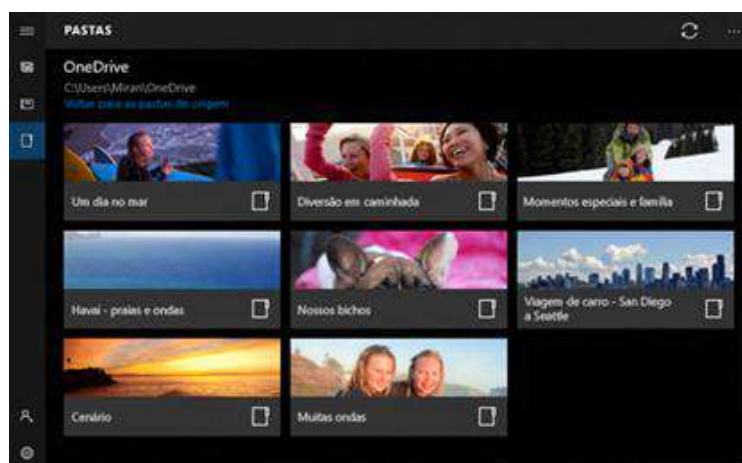 PASTAS
OneDrive
C:\Users\Miran\OneDrive
Voltar para as pastas de origem
Um dia no mar
Diversão em caminhada
Momentos especiais e família
Havaí - praias e ondas
Nossos bichos
Viagem de carro - San Diego
a Seattle
Cenário
Muitas ondas